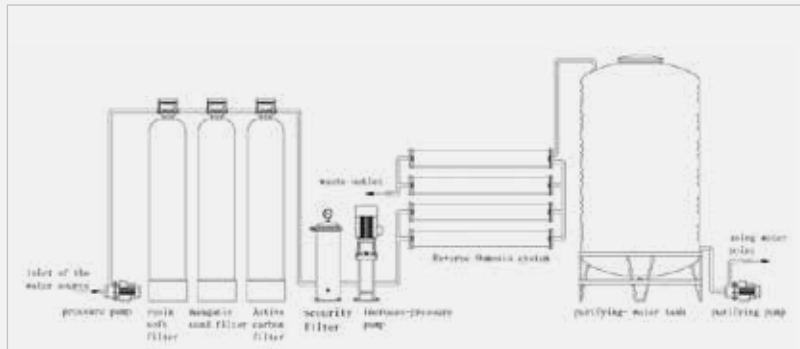 waste outlet
Reverse Osmosis system
using water
point
inlet of the
water source
pressure pump
resin
soft
filter
manganic
sand filter
Active
carbon
filter
security
Filter
increase-pressure
pump
purifying- water tank
purifying pump